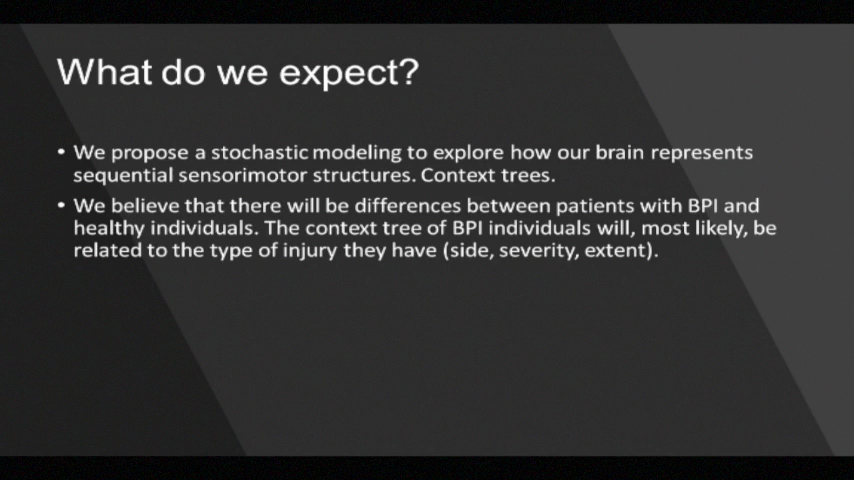 What do we expect?
• We propose a stochastic modeling to explore how our brain represents
sequential sensorimotor structures. Context trees.
• We believe that there will be differences between patients with BPI and
healthy individuals. The context tree of BPI individuals will, most likely, be
related to the type of injury they have (side, severity, extent).